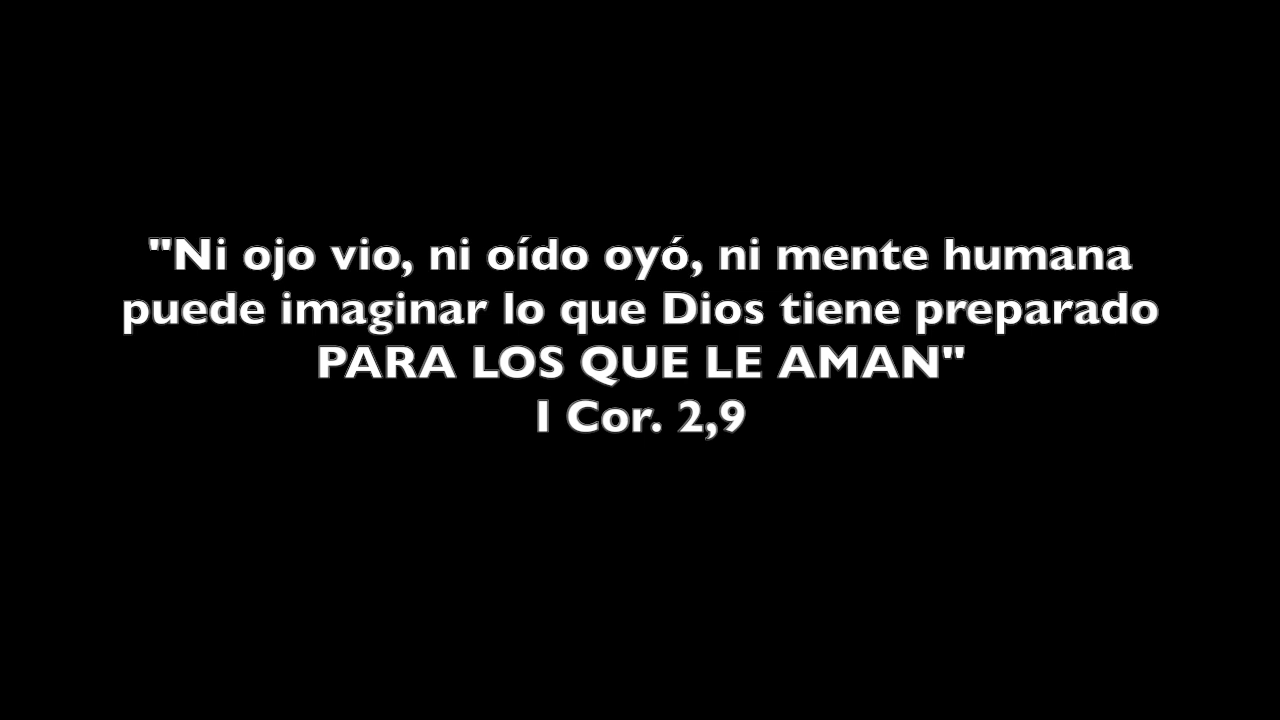 "Ni ojo vio, ni oído oyó, ni mente humana
puede imaginar lo que Dios tiene preparado
PARA LOS QUE LE AMAN"
I Cor. 2,9